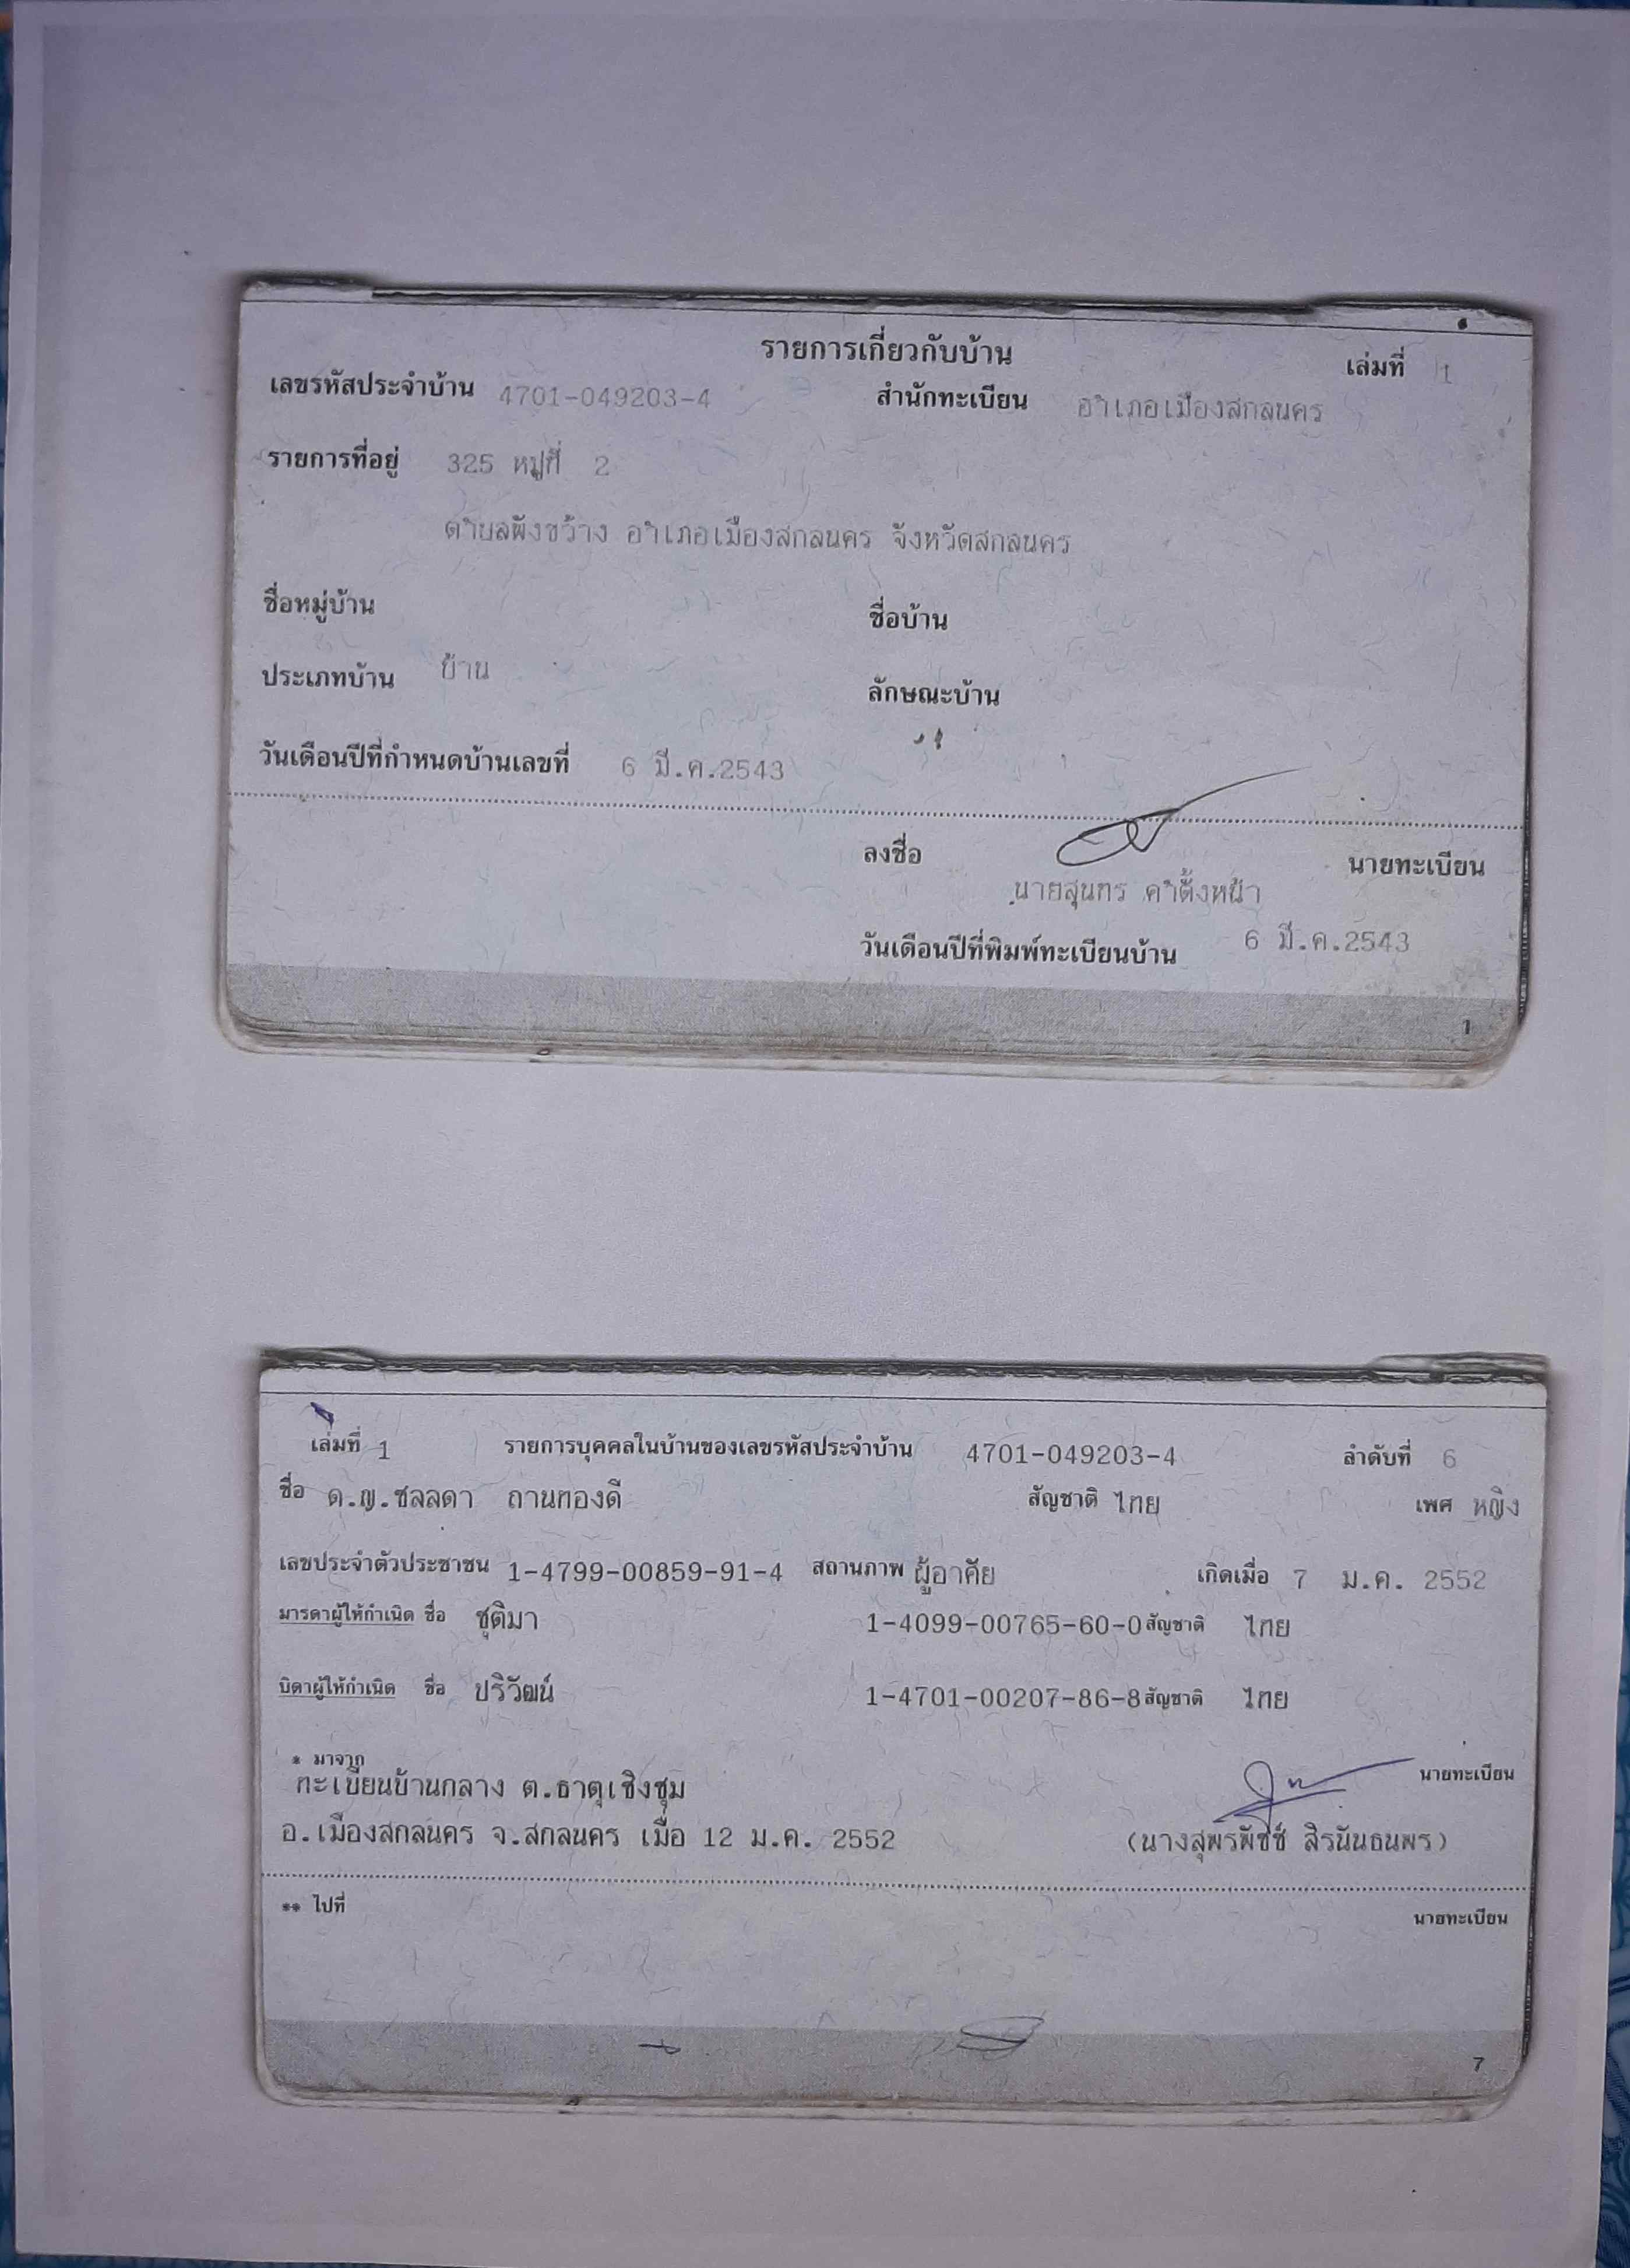 รายการเกี่ยวกับบ้าน เล่มที่ 1
เลขรหัสประจำบ้าน 4701-049203-4 สำนักทะเบียน อำเภอเมืองสกลนคร
รายการที่อยู่ 325 หมู่ที่ 2
ตำบลพังขว้าง อำเภอเมืองสกลนคร จังหวัดสกลนคร
ชื่อหมู่บ้าน ชื่อบ้าน
ประเภทบ้าน บ้าน ลักษณะบ้าน
วันเดือนปีที่กำหนดบ้านเลขที่ 6 มี.ค.2543
ลงชื่อ นายทะเบียน
นายสุนทร คำตั้งหน้า
วันเดือนปีที่พิมพ์ทะเบียนบ้าน 6 มี.ค.2543
1
เล่มที่ 1 รายการบุคคลในบ้านของเลขรหัสประจำบ้าน 4701-049203-4 ลำดับที่ 6
ชื่อ ด.ญ.ชลลดา ถานทองดี สัญชาติ ไทย เพศ หญิง
เลขประจำตัวประชาชน 1-4799-00859-91-4 สถานภาพ ผู้อาศัย เกิดเมื่อ 7 ม.ค. 2552
มารดาผู้ให้กำเนิด ชื่อ ชุติมา 1-4099-00765-60-0 สัญชาติ ไทย
บิดาผู้ให้กำเนิด ชื่อ ปริวัฒน์ 1-4701-00207-86-8 สัญชาติ ไทย
* มาจาก
ทะเบียนบ้านกลาง ต.ธาตุเชิงชุม นายทะเบียน
อ.เมืองสกลนคร จ.สกลนคร เมื่อ 12 ม.ค. 2552 (นางสุพรพัชช์ สิรนันธนพร)
** ไปที่ นายทะเบียน
7